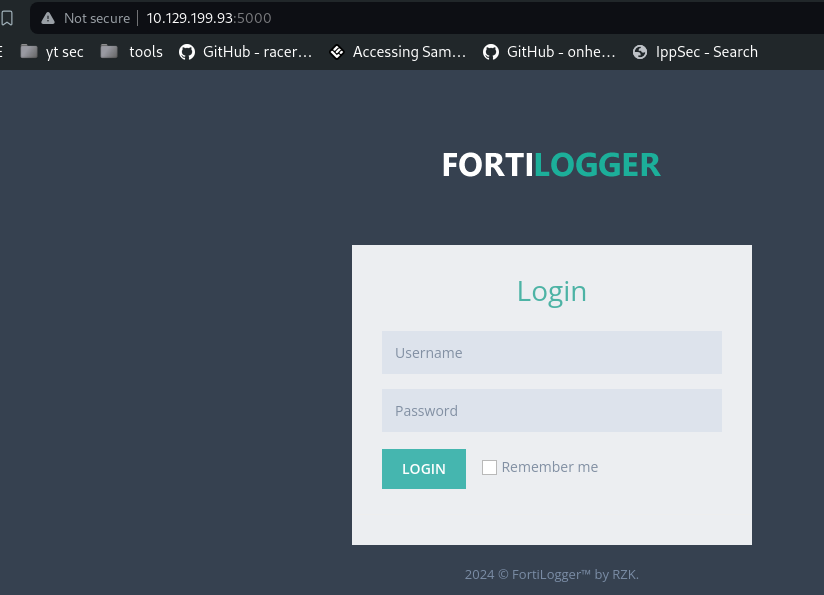 Not secure 10.129.199.93:5000
yt sec tools GitHub - racer… Accessing Sam… GitHub - onhe… IppSec - Search
FORTILOGGER
Login
Username
Password
LOGIN Remember me
2024 © FortiLogger™ by RZK.